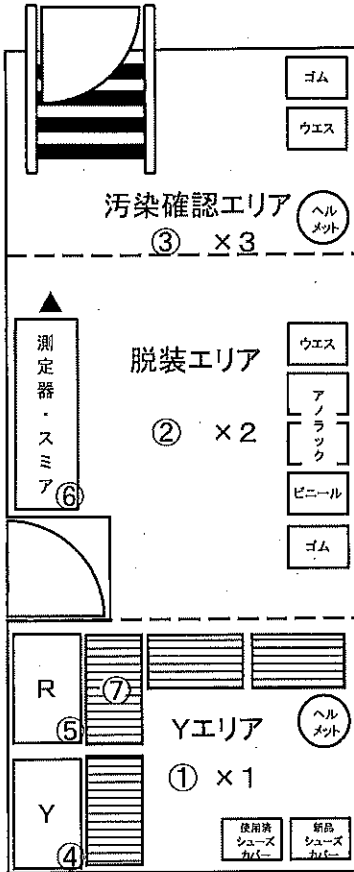 ゴム
ウエス
汚染確認エリア
ヘル
メット
③ ×3
▲
測定器・スミア
⑥
脱装エリア
② ×2
ウエス
アノラック
ビニール
ゴム
R
⑤
⑦
Yエリア
ヘル
メット
① ×1
Y
④
使用済
シューズ
カバー
新品
シューズ
カバー